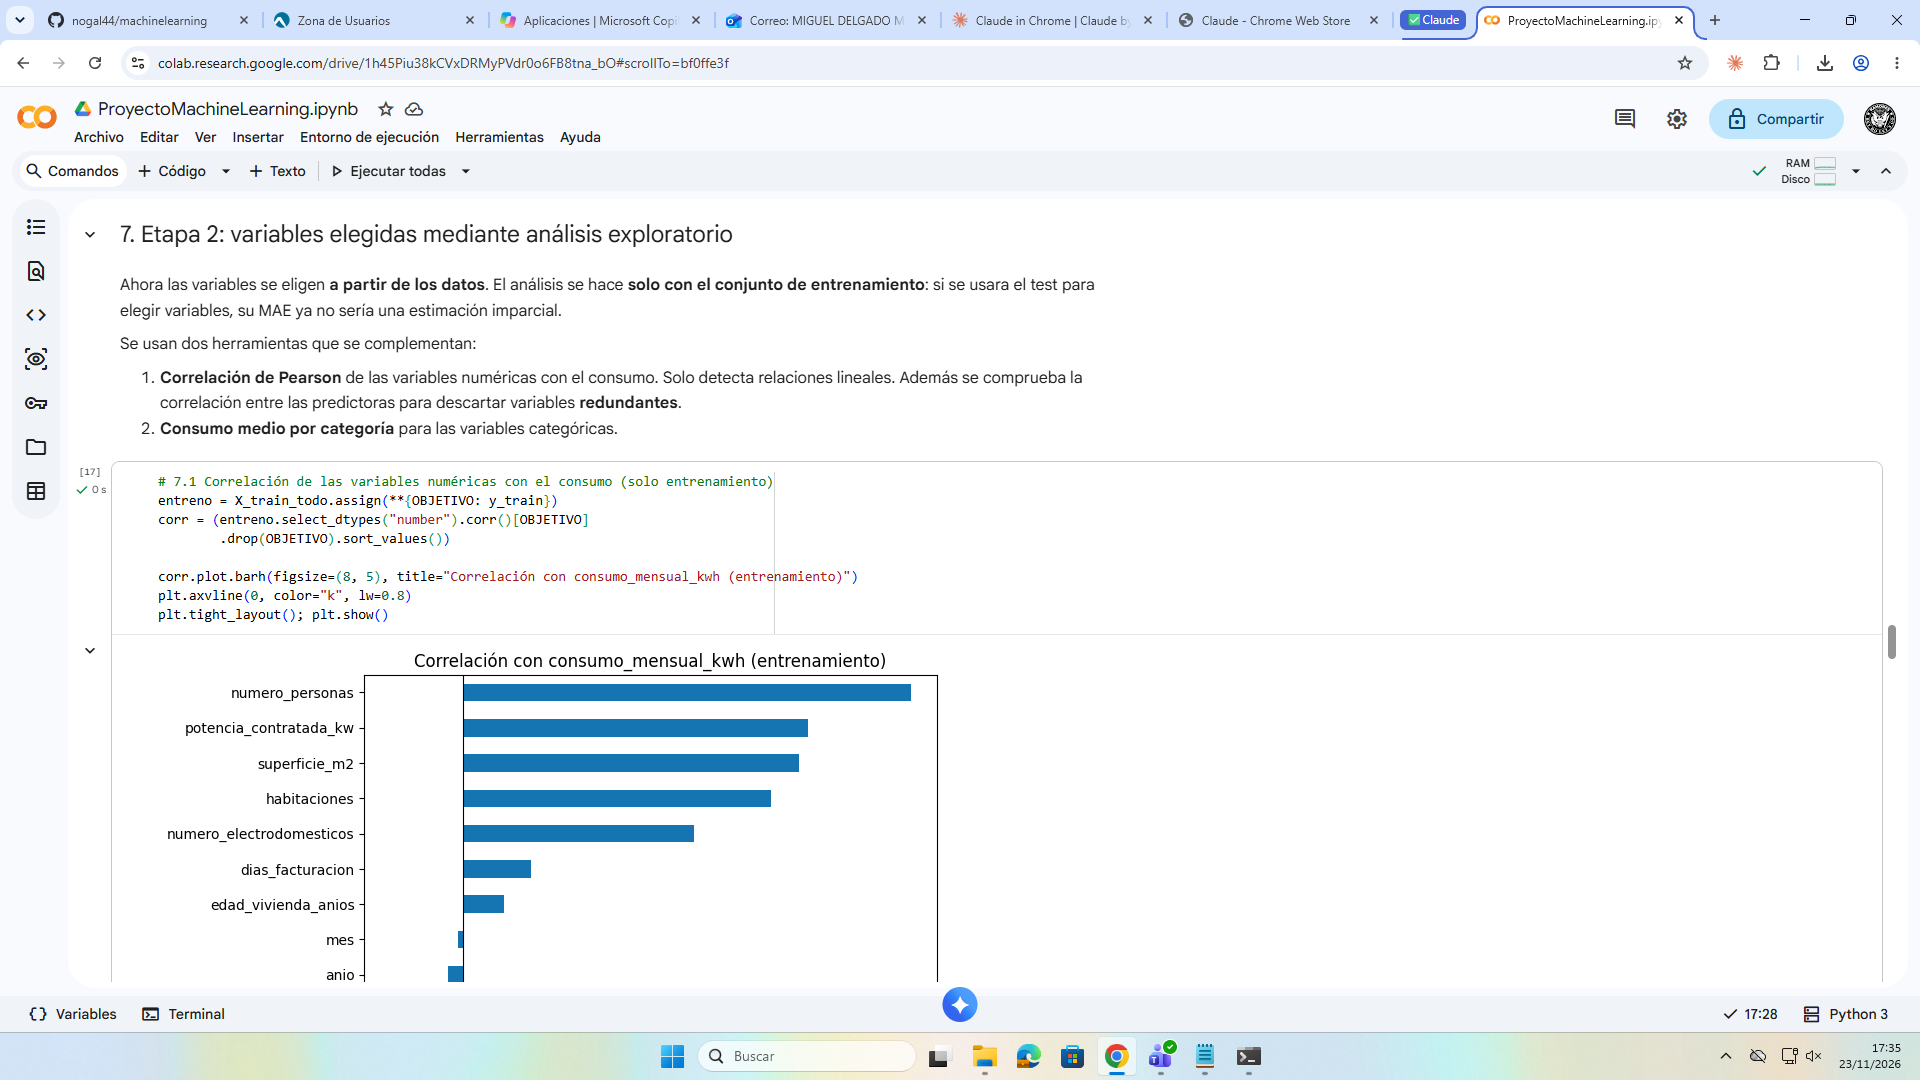 nogal44/machinelearning
Zona de Usuarios
Aplicaciones | Microsoft Copi
Correo: MIGUEL DELGADO M
Claude in Chrome | Claude b
Claude - Chrome Web Store
Claude
ProyectoMachineLearning.ip
colab.research.google.com/drive/1h45Piu38kCVxDRMyPVdr0o6FB8tna_bO#scrollTo=bf0ffe3f
ProyectoMachineLearning.ipynb
Archivo Editar Ver Insertar Entorno de ejecución Herramientas Ayuda
Compartir
Comandos + Código + Texto Ejecutar todas
RAM
Disco
7. Etapa 2: variables elegidas mediante análisis exploratorio
Ahora las variables se eligen a partir de los datos. El análisis se hace solo con el conjunto de entrenamiento: si se usara el test para
elegir variables, su MAE ya no sería una estimación imparcial.
Se usan dos herramientas que se complementan:
1. Correlación de Pearson de las variables numéricas con el consumo. Solo detecta relaciones lineales. Además se comprueba la
correlación entre las predictoras para descartar variables redundantes.
2. Consumo medio por categoría para las variables categóricas.
[17]
0 s
# 7.1 Correlación de las variables numéricas con el consumo (solo entrenamiento)
entreno = X_train_todo.assign(**{OBJETIVO: y_train})
corr = (entreno.select_dtypes("number").corr()[OBJETIVO]
.drop(OBJETIVO).sort_values())
corr.plot.barh(figsize=(8, 5), title="Correlación con consumo_mensual_kwh (entrenamiento)")
plt.axvline(0, color="k", lw=0.8)
plt.tight_layout(); plt.show()
Correlación con consumo_mensual_kwh (entrenamiento)
numero_personas
potencia_contratada_kw
superficie_m2
habitaciones
numero_electrodomesticos
dias_facturacion
edad_vivienda_anios
mes
anio
Variables
Terminal
17:28
Python 3
Buscar
17:35
23/11/2026